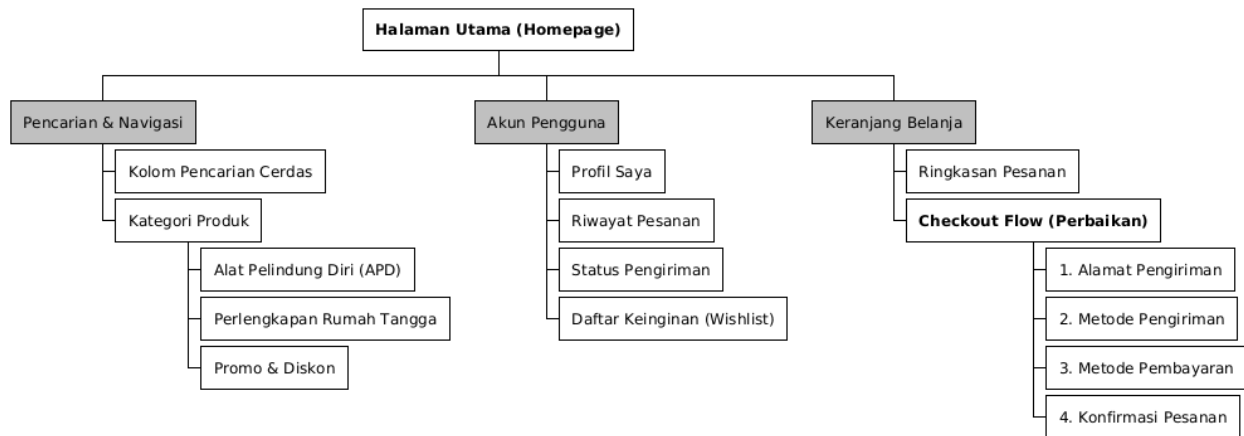 Halaman Utama (Homepage)
Pencarian & Navigasi
Kolom Pencarian Cerdas
Kategori Produk
Alat Pelindung Diri (APD)
Perlengkapan Rumah Tangga
Promo & Diskon
Akun Pengguna
Profil Saya
Riwayat Pesanan
Status Pengiriman
Daftar Keinginan (Wishlist)
Keranjang Belanja
Ringkasan Pesanan
Checkout Flow (Perbaikan)
1. Alamat Pengiriman
2. Metode Pengiriman
3. Metode Pembayaran
4. Konfirmasi Pesanan